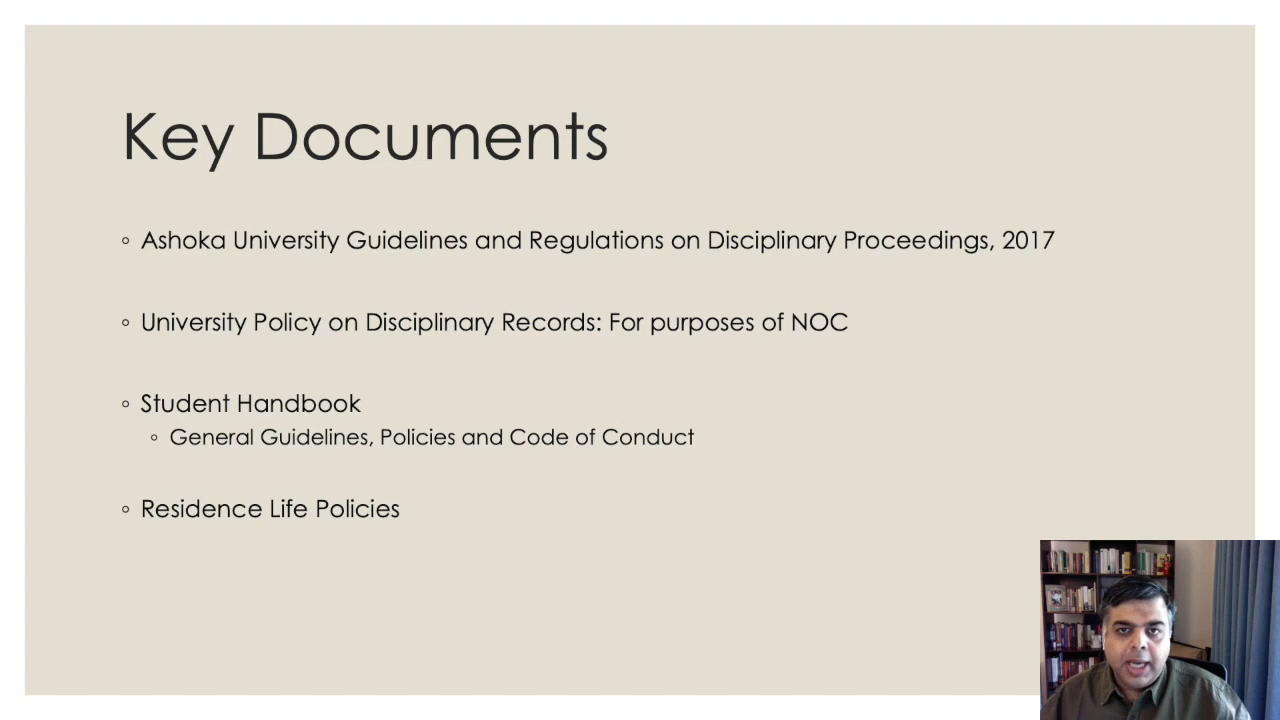 Key Documents
Ashoka University Guidelines and Regulations on Disciplinary Proceedings, 2017
University Policy on Disciplinary Records: For purposes of NOC
Student Handbook
General Guidelines, Policies and Code of Conduct
Residence Life Policies